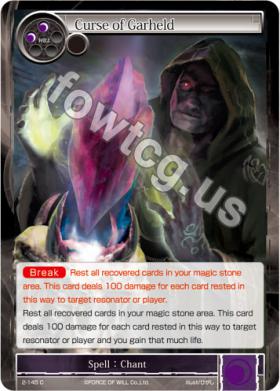 Curse of Garheld
WILL
fowtcg.us
Break Rest all recovered cards in your magic stone
area. This card deals 100 damage for each card rested
in this way to target resonator or player.
Rest all recovered cards in your magic stone area. This card
deals 100 damage for each card rested in this way to target
resonator or player and you gain that much life.
Spell : Chant
2-145 C
©FORCE OF WILL Co.,Ltd.